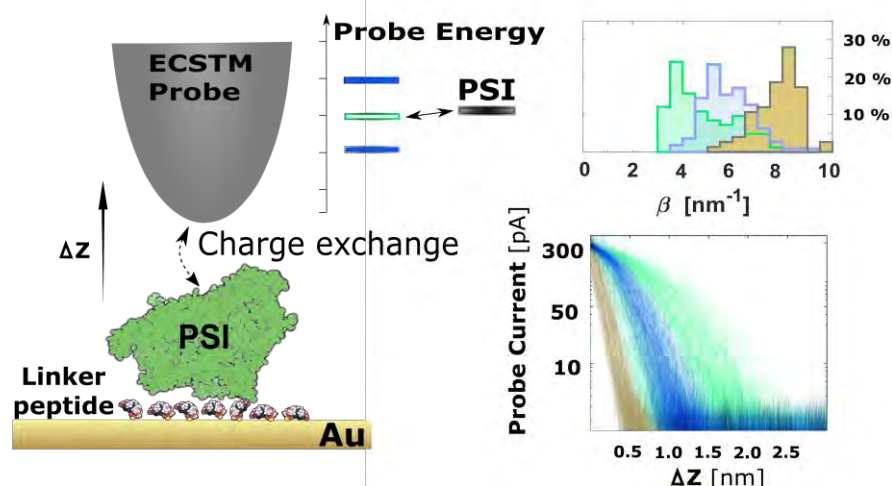 ECSTM
Probe
Probe Energy
PSI
ΔZ
Charge exchange
PSI
Linker
peptide
Au
30 %
20 %
10 %
0 2 4 6 8 10
β [nm⁻¹]
Probe Current [pA]
300
50
10
0.5 1.0 1.5 2.0 2.5
ΔZ [nm]